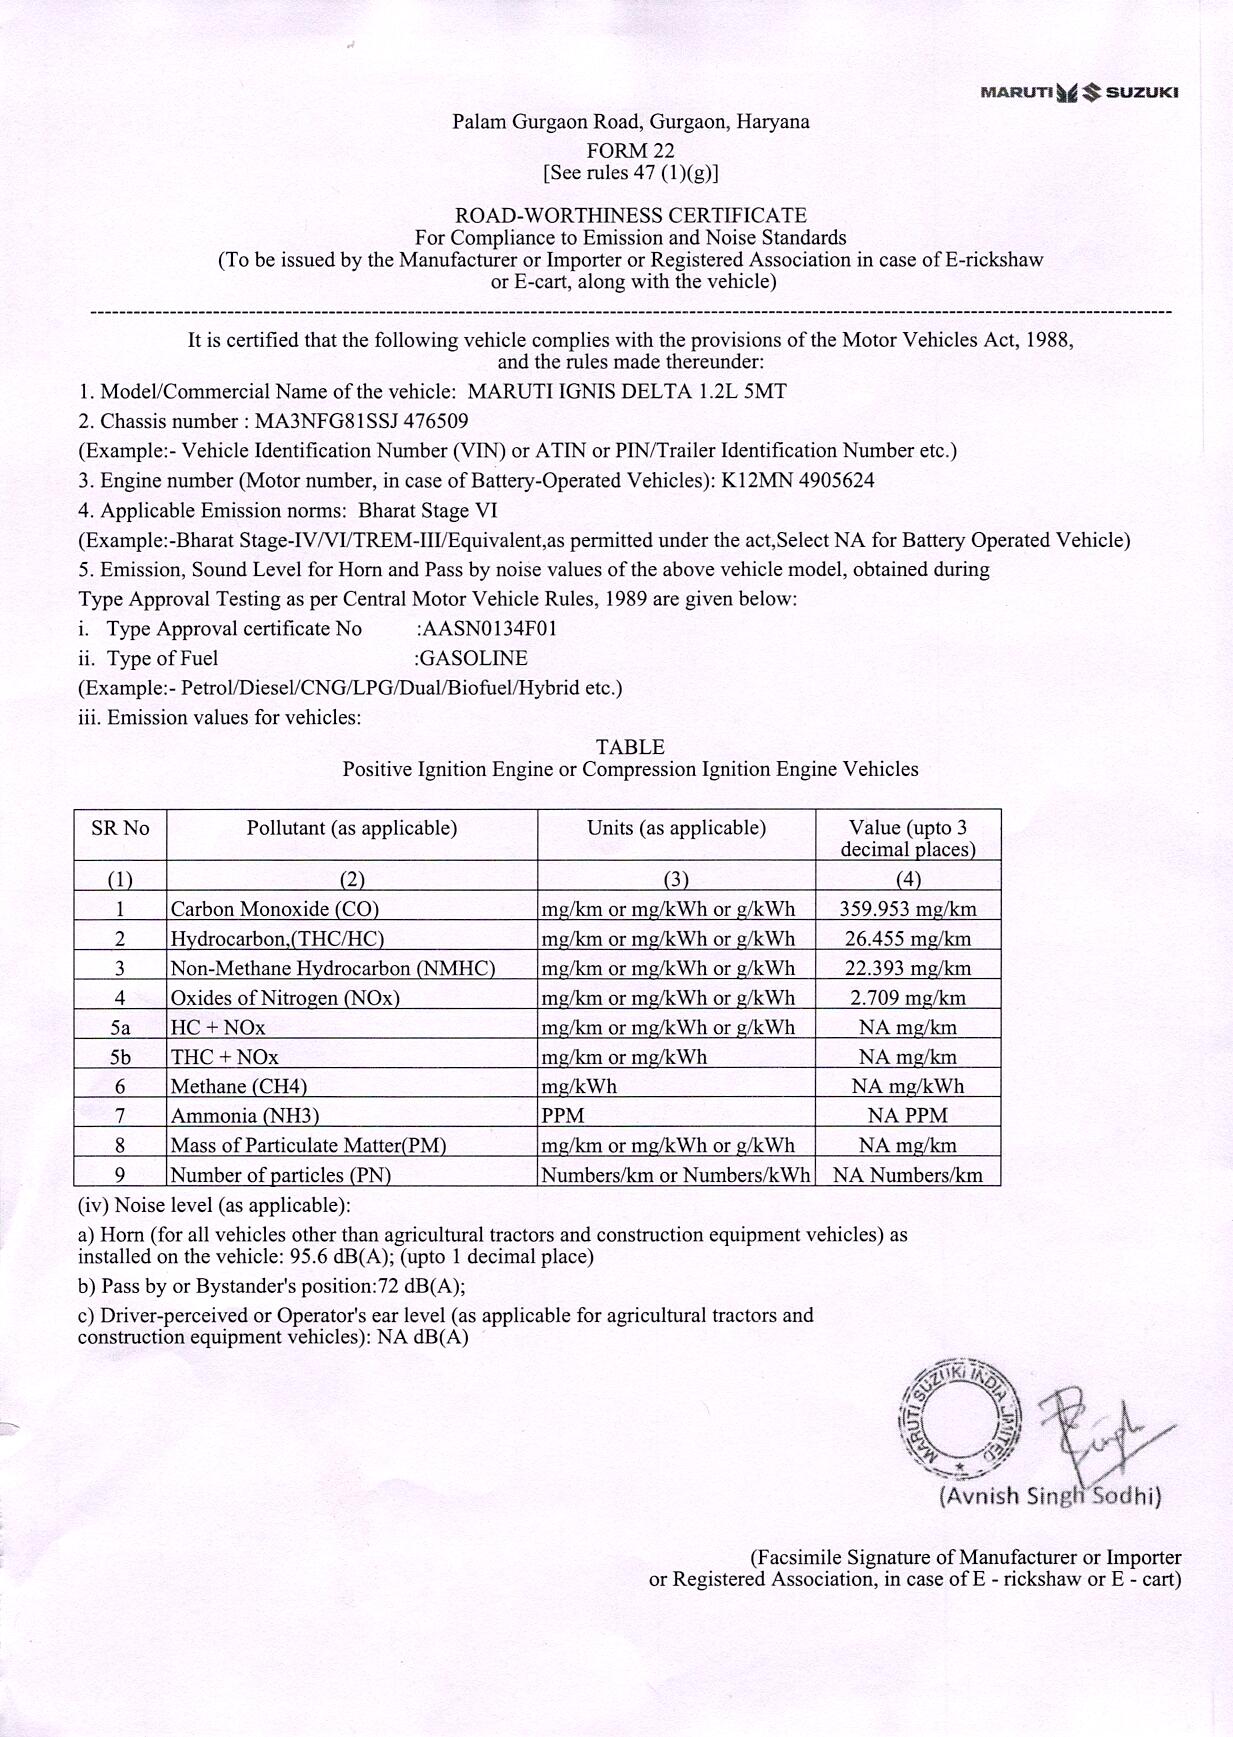 MARUTI SUZUKI
Palam Gurgaon Road, Gurgaon, Haryana
FORM 22
[See rules 47 (1)(g)]
ROAD-WORTHINESS CERTIFICATE
For Compliance to Emission and Noise Standards
(To be issued by the Manufacturer or Importer or Registered Association in case of E-rickshaw
or E-cart, along with the vehicle)
It is certified that the following vehicle complies with the provisions of the Motor Vehicles Act, 1988,
and the rules made thereunder:
1. Model/Commercial Name of the vehicle: MARUTI IGNIS DELTA 1.2L 5MT
2. Chassis number : MA3NFG81SSJ 476509
(Example:- Vehicle Identification Number (VIN) or ATIN or PIN/Trailer Identification Number etc.)
3. Engine number (Motor number, in case of Battery-Operated Vehicles): K12MN 4905624
4. Applicable Emission norms: Bharat Stage VI
(Example:-Bharat Stage-IV/VI/TREM-III/Equivalent,as permitted under the act,Select NA for Battery Operated Vehicle)
5. Emission, Sound Level for Horn and Pass by noise values of the above vehicle model, obtained during
Type Approval Testing as per Central Motor Vehicle Rules, 1989 are given below:
i. Type Approval certificate No :AASN0134F01
ii. Type of Fuel :GASOLINE
(Example:- Petrol/Diesel/CNG/LPG/Dual/Biofuel/Hybrid etc.)
iii. Emission values for vehicles:
TABLE
Positive Ignition Engine or Compression Ignition Engine Vehicles
SR No Pollutant (as applicable) Units (as applicable) Value (upto 3
decimal places)
(1) (2) (3) (4)
1 Carbon Monoxide (CO) mg/km or mg/kWh or g/kWh 359.953 mg/km
2 Hydrocarbon,(THC/HC) mg/km or mg/kWh or g/kWh 26.455 mg/km
3 Non-Methane Hydrocarbon (NMHC) mg/km or mg/kWh or g/kWh 22.393 mg/km
4 Oxides of Nitrogen (NOx) mg/km or mg/kWh or g/kWh 2.709 mg/km
5a HC + NOx mg/km or mg/kWh or g/kWh NA mg/km
5b THC + NOx mg/km or mg/kWh NA mg/km
6 Methane (CH4) mg/kWh NA mg/kWh
7 Ammonia (NH3) PPM NA PPM
8 Mass of Particulate Matter(PM) mg/km or mg/kWh or g/kWh NA mg/km
9 Number of particles (PN) Numbers/km or Numbers/kWh NA Numbers/km
(iv) Noise level (as applicable):
a) Horn (for all vehicles other than agricultural tractors and construction equipment vehicles) as
installed on the vehicle: 95.6 dB(A); (upto 1 decimal place)
b) Pass by or Bystander's position:72 dB(A);
c) Driver-perceived or Operator's ear level (as applicable for agricultural tractors and
construction equipment vehicles): NA dB(A)
MARUTI SUZUKI INDIA LIMITED
(Avnish Singh Sodhi)
(Facsimile Signature of Manufacturer or Importer
or Registered Association, in case of E - rickshaw or E - cart)